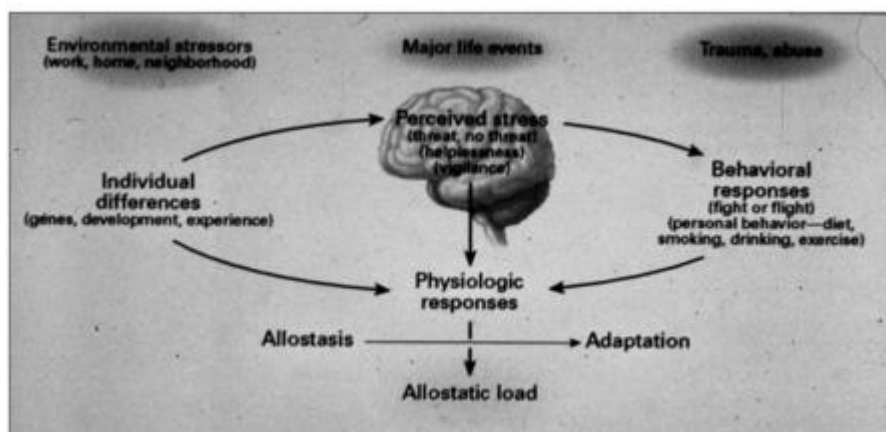 Environmental stressors
(work, home, neighborhood)
Major life events
Trauma, abuse
Perceived stress
(threat, no threat)
(helplessness)
(vigilance)
Individual
differences
(genes, development, experience)
Behavioral
responses
(fight or flight)
(personal behavior—diet,
smoking, drinking, exercise)
Physiologic
responses
Allostasis
Adaptation
Allostatic load